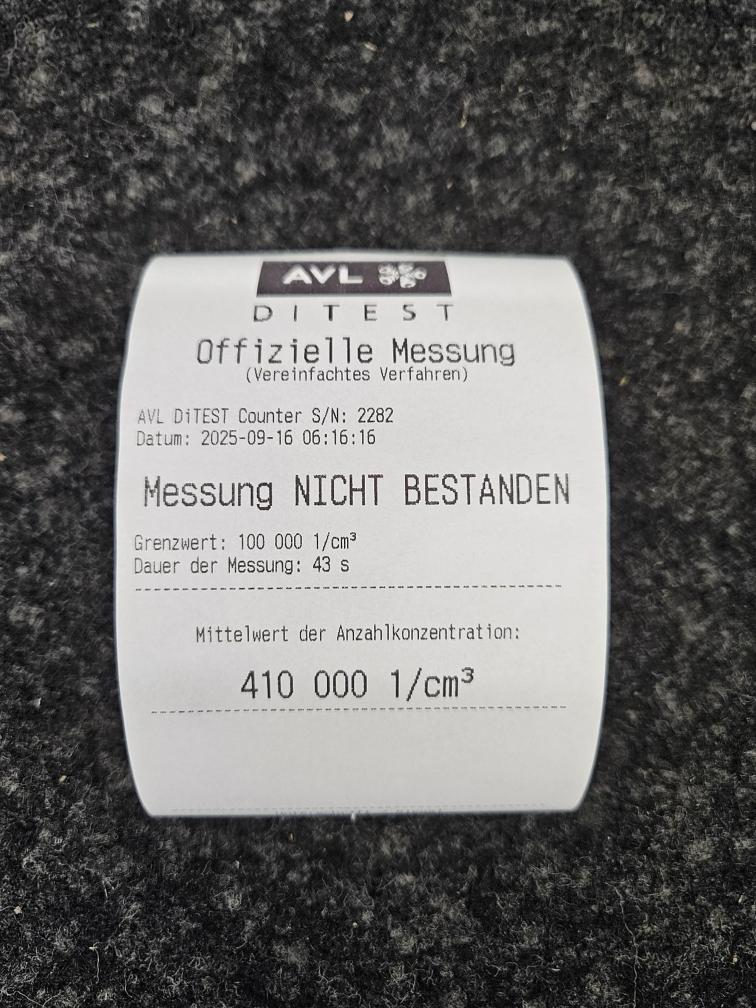 AVL
DITEST
Offizielle Messung
(Vereinfachtes Verfahren)
AVL DiTEST Counter S/N: 2282
Datum: 2025-09-16 06:16:16
Messung NICHT BESTANDEN
Grenzwert: 100 000 1/cm³
Dauer der Messung: 43 s
Mittelwert der Anzahlkonzentration:
410 000 1/cm³